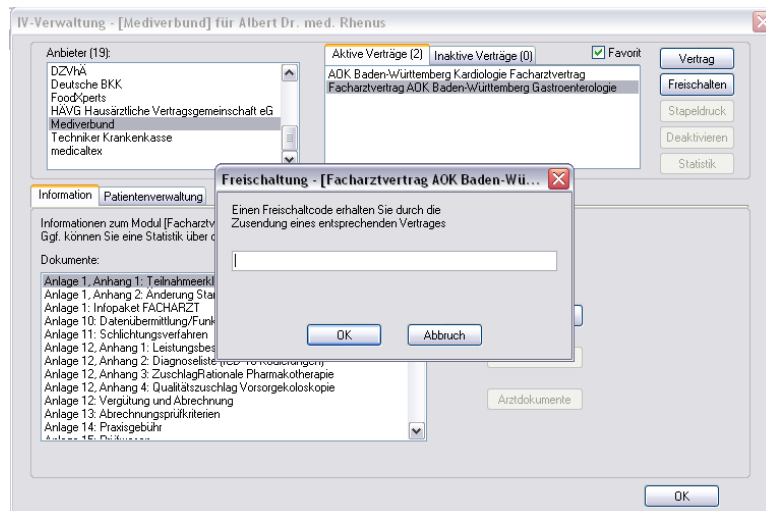 IV-Verwaltung - [Mediverbund] für Albert Dr. med. Rhenus
Anbieter (19):
DZVhÄ
Deutsche BKK
FoodXperts
HÄVG Hausärztliche Vertragsgemeinschaft eG
Mediverbund
Techniker Krankenkasse
medicaltex
Aktive Verträge (2)
Inaktive Verträge (0)
Favorit
AOK Baden-Württemberg Kardiologie Facharztvertrag
Facharztvertrag AOK Baden-Württemberg Gastroenterologie
Vertrag
Freischalten
Stapeldruck
Deaktivieren
Statistik
Freischaltung - [Facharztvertrag AOK Baden-Wü...
Einen Freischaltcode erhalten Sie durch die
Zusendung eines entsprechenden Vertrages
OK
Abbruch
Information
Patientenverwaltung
Informationen zum Modul [Facharztv
Ggf. können Sie eine Statistik über
Dokumente:
Anlage 1, Anhang 1: Teilnahmeerkl
Anlage 1, Anhang 2: Änderung Star
Anlage 1: Infopaket FACHARZT
Anlage 10: Datenübermittlung/Funk
Anlage 11: Schlichtungsverfahren
Anlage 12, Anhang 1: Leistungsbes
Anlage 12, Anhang 2: Diagnoseliste (ICD-10 Kodierungen)
Anlage 12, Anhang 3: ZuschlagRationale Pharmakotherapie
Anlage 12, Anhang 4: Qualitätszuschlag Vorsorgekoloskopie
Anlage 12: Vergütung und Abrechnung
Anlage 13: Abrechnungsprüfkriterien
Anlage 14: Praxisgebühr
Anlage 15:
Arztdokumente
OK